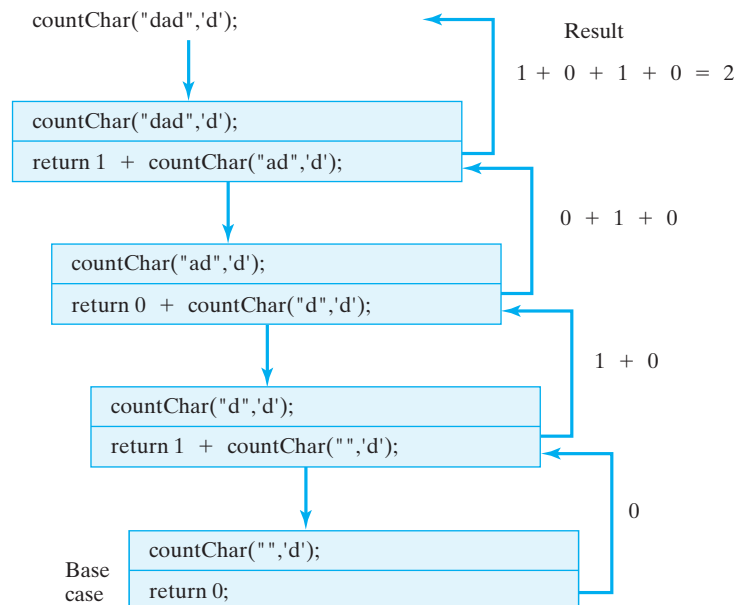 countChar("dad",'d');
Result
1 + 0 + 1 + 0 = 2
countChar("dad",'d');
return 1 + countChar("ad",'d');
0 + 1 + 0
countChar("ad",'d');
return 0 + countChar("d",'d');
1 + 0
countChar("d",'d');
return 1 + countChar("",'d');
0
countChar("",'d');
Base
case
return 0;